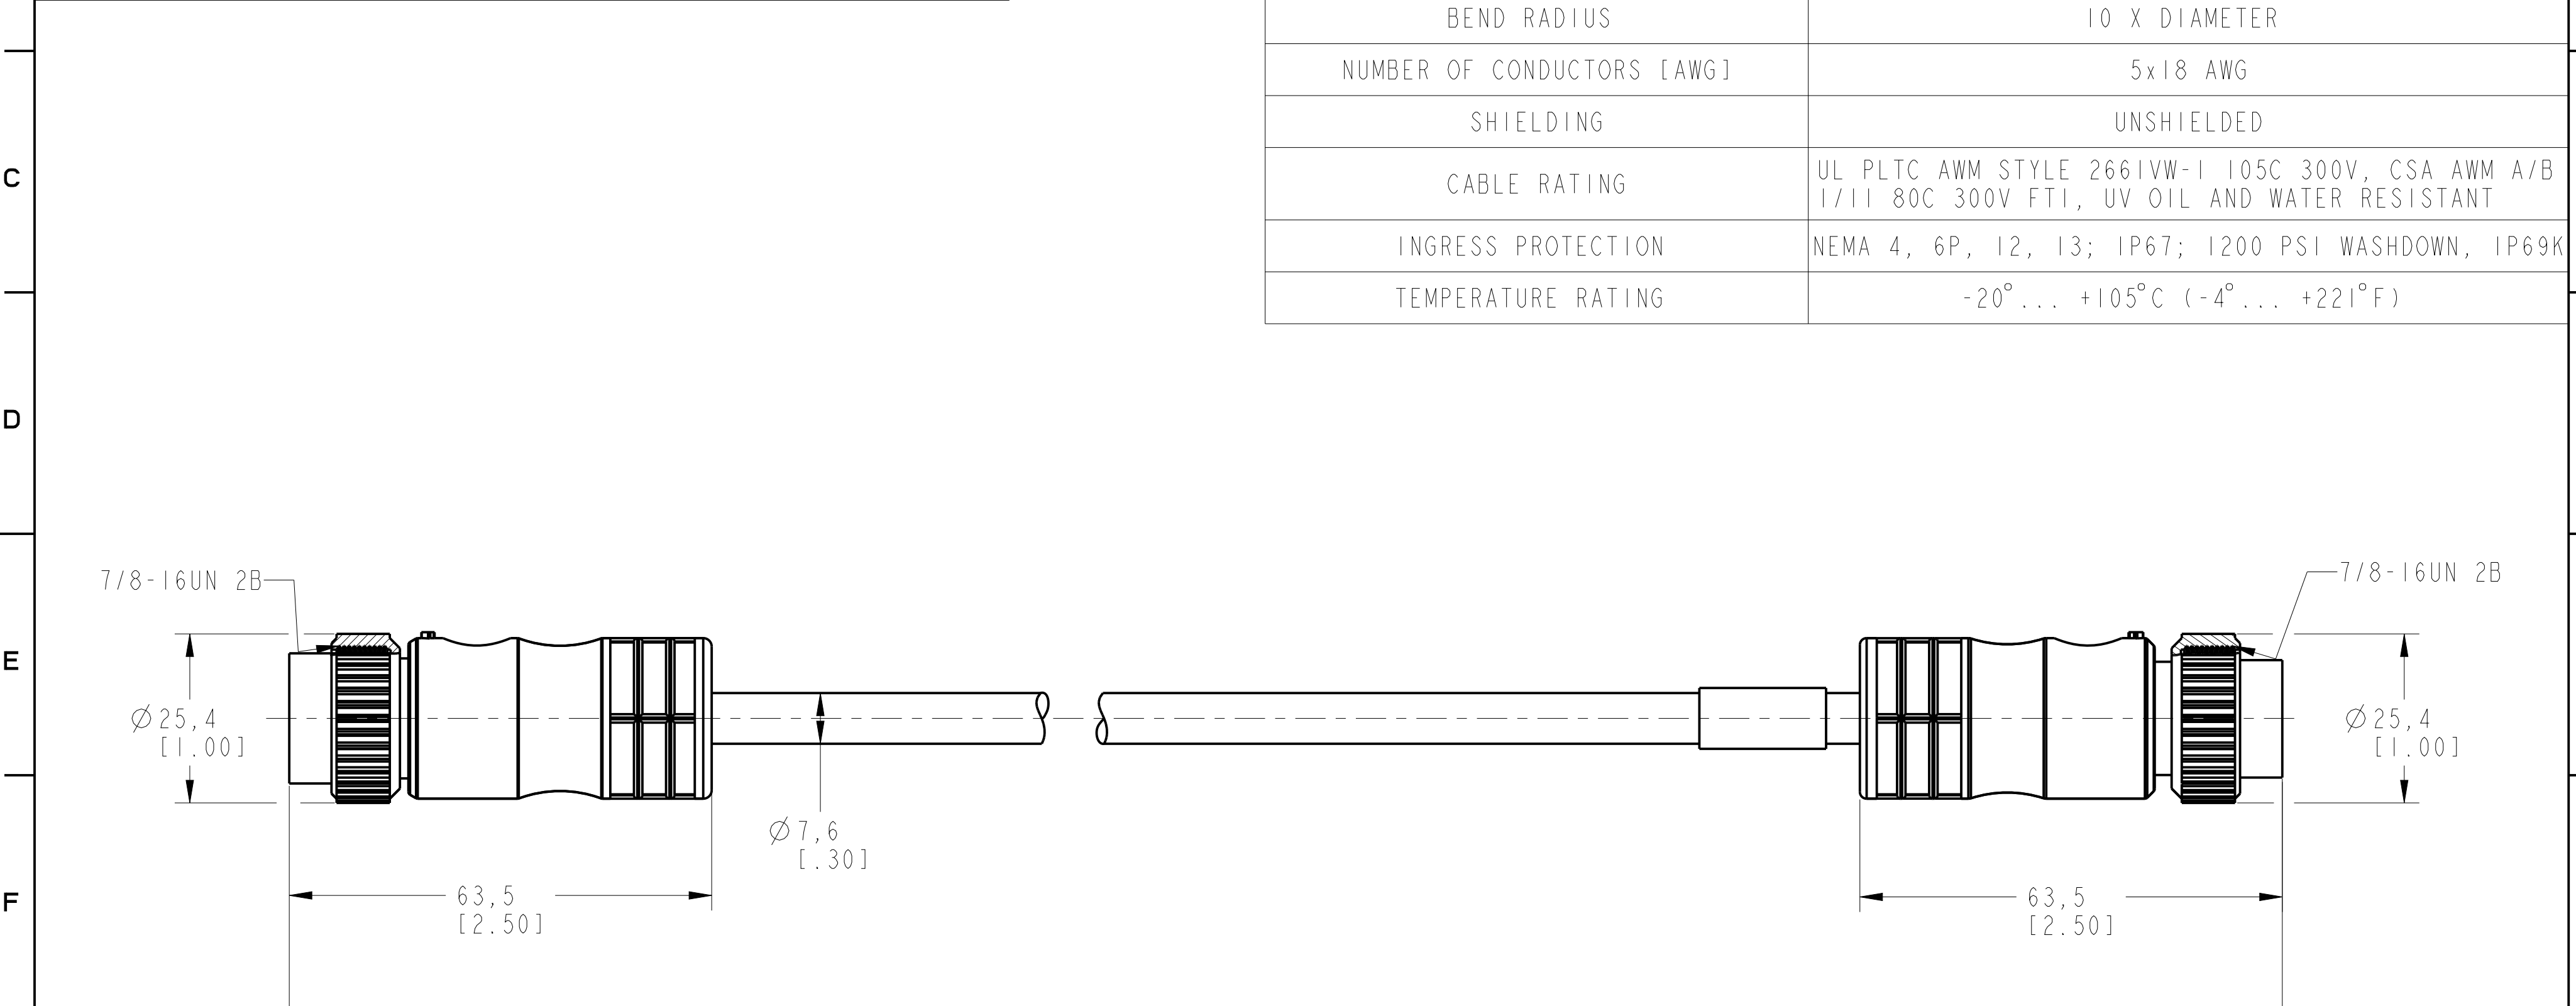 BEND RADIUS 10 X DIAMETER
NUMBER OF CONDUCTORS [AWG] 5x18 AWG
SHIELDING UNSHIELDED
CABLE RATING
UL PLTC AWM STYLE 2661VW-1 105C 300V, CSA AWM A/B
I/II 80C 300V FT1, UV OIL AND WATER RESISTANT
INGRESS PROTECTION NEMA 4, 6P, 12, 13; IP67; 1200 PSI WASHDOWN, IP69K
TEMPERATURE RATING -20°... +105°C (-4°... +221°F)
C
D
E
F
7/8-16UN 2B
7/8-16UN 2B
Ø25,4
[1.00]
Ø25,4
[1.00]
Ø7,6
[.30]
63,5
[2.50]
63,5
[2.50]